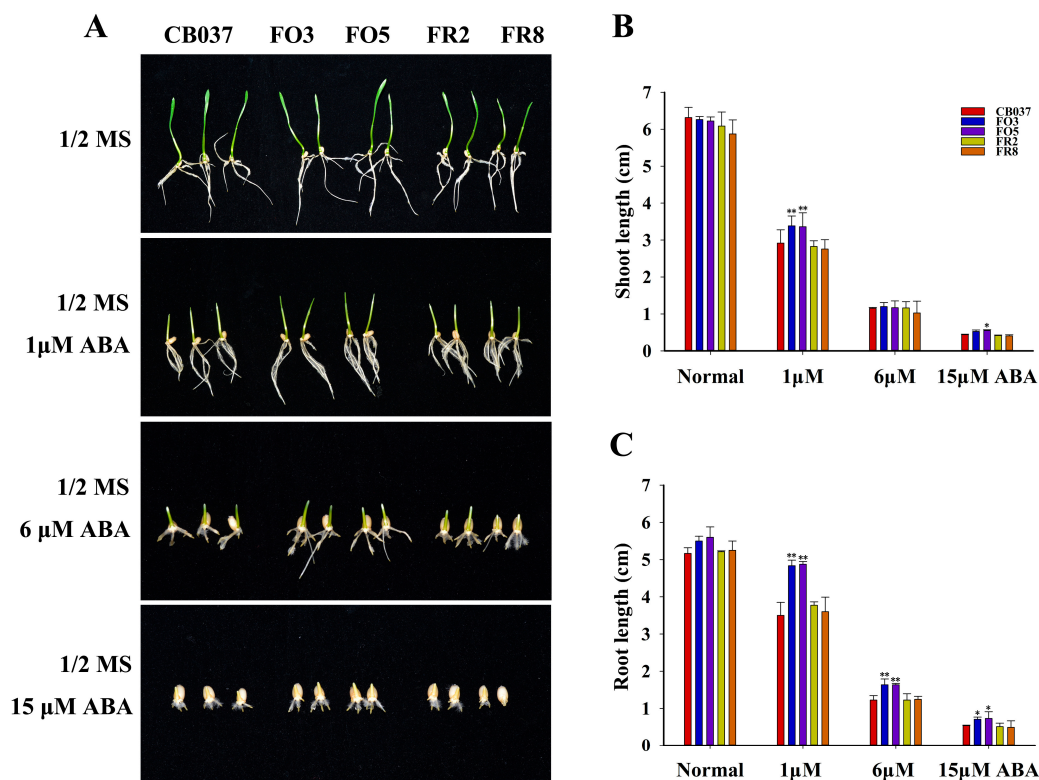 A
CB037 FO3 FO5 FR2 FR8
1/2 MS
1/2 MS
1µM ABA
1/2 MS
6 µM ABA
1/2 MS
15 µM ABA
B
Shoot length (cm)
7
6
5
4
3
2
1
0
CB037
FO3
FO5
FR2
FR8
** **
*
Normal 1µM 6µM 15µM ABA
C
Root length (cm)
7
6
5
4
3
2
1
0
** **
** **
* *
Normal 1µM 6µM 15µM ABA